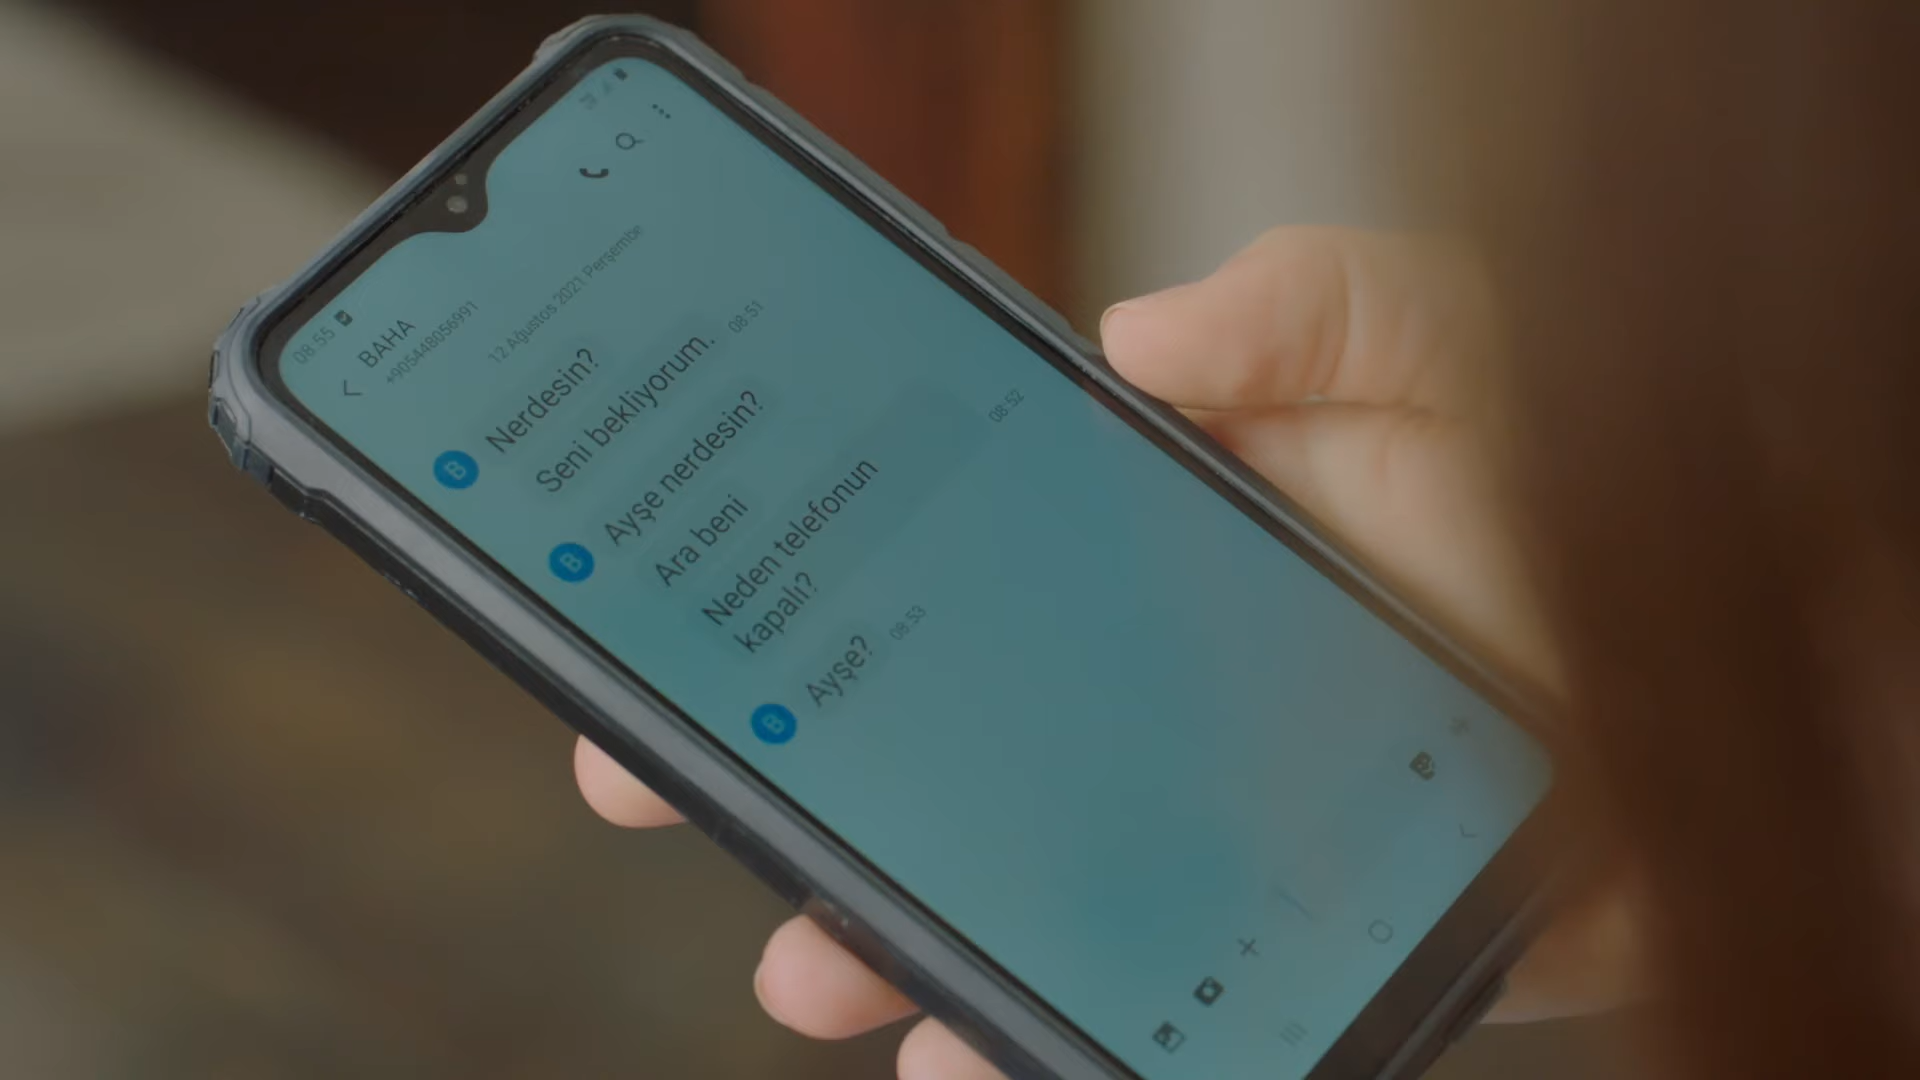 08:55
BAHA
+905448056991
12 Ağustos 2021 Perşembe
Nerdesin?
Seni bekliyorum.
08:51
B
Ayşe nerdesin?
B
Ara beni
Neden telefonun
kapalı?
08:52
Ayşe?
08:53
B